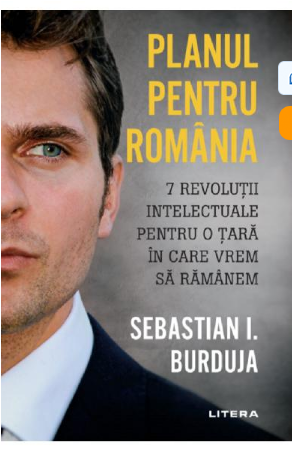 PLANUL
PENTRU
ROMÂNIA
7 REVOLUȚII
INTELECTUALE
PENTRU O ȚARĂ
ÎN CARE VREM
SĂ RĂMÂNEM
SEBASTIAN I.
BURDUJA
LITERA